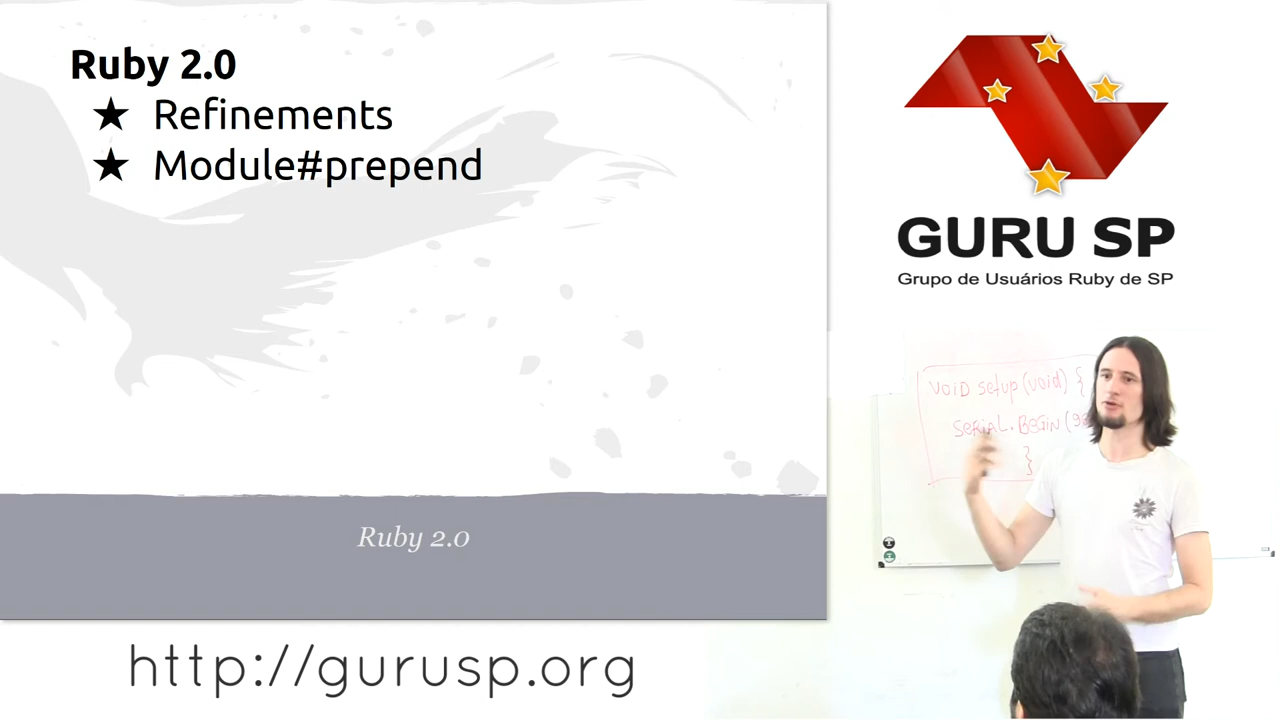 Ruby 2.0
★ Refinements
★ Module#prepend
Ruby 2.0
http://gurusp.org
GURU SP
Grupo de Usuários Ruby de SP
VOID setup (void) {
SERIAL.BEGIN (
}